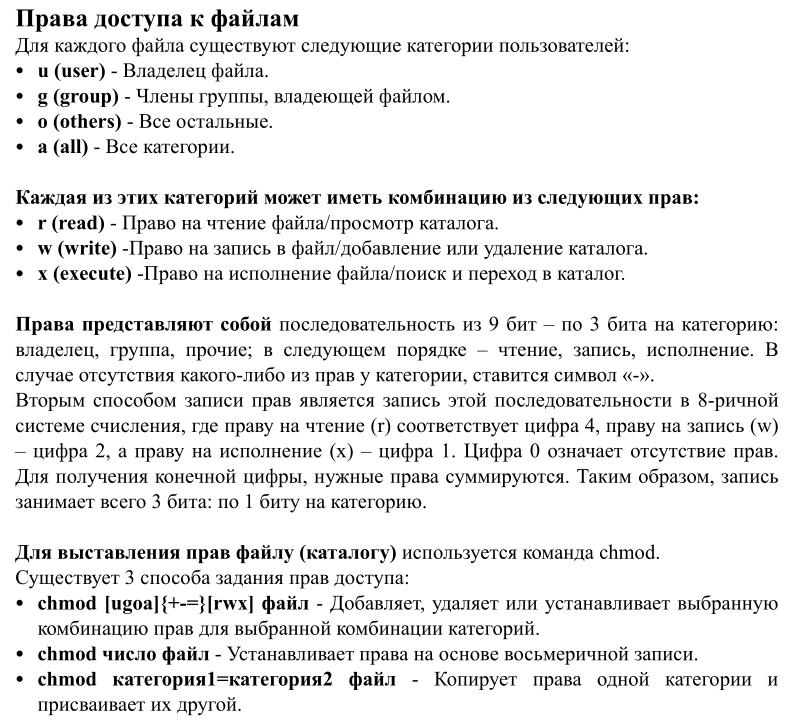 Права доступа к файлам
Для каждого файла существуют следующие категории пользователей:
• u (user) - Владелец файла.
• g (group) - Члены группы, владеющей файлом.
• o (others) - Все остальные.
• a (all) - Все категории.
Каждая из этих категорий может иметь комбинацию из следующих прав:
• r (read) - Право на чтение файла/просмотр каталога.
• w (write) -Право на запись в файл/добавление или удаление каталога.
• x (execute) -Право на исполнение файла/поиск и переход в каталог.
Права представляют собой последовательность из 9 бит – по 3 бита на категорию:
владелец, группа, прочие; в следующем порядке – чтение, запись, исполнение. В
случае отсутствия какого-либо из прав у категории, ставится символ «-».
Вторым способом записи прав является запись этой последовательности в 8-ричной
системе счисления, где праву на чтение (r) соответствует цифра 4, праву на запись (w)
– цифра 2, а праву на исполнение (x) – цифра 1. Цифра 0 означает отсутствие прав.
Для получения конечной цифры, нужные права суммируются. Таким образом, запись
занимает всего 3 бита: по 1 биту на категорию.
Для выставления прав файлу (каталогу) используется команда chmod.
Существует 3 способа задания прав доступа:
• chmod [ugoa]{+-=}[rwx] файл - Добавляет, удаляет или устанавливает выбранную
комбинацию прав для выбранной комбинации категорий.
• chmod число файл - Устанавливает права на основе восьмеричной записи.
• chmod категория1=категория2 файл - Копирует права одной категории и
присваивает их другой.